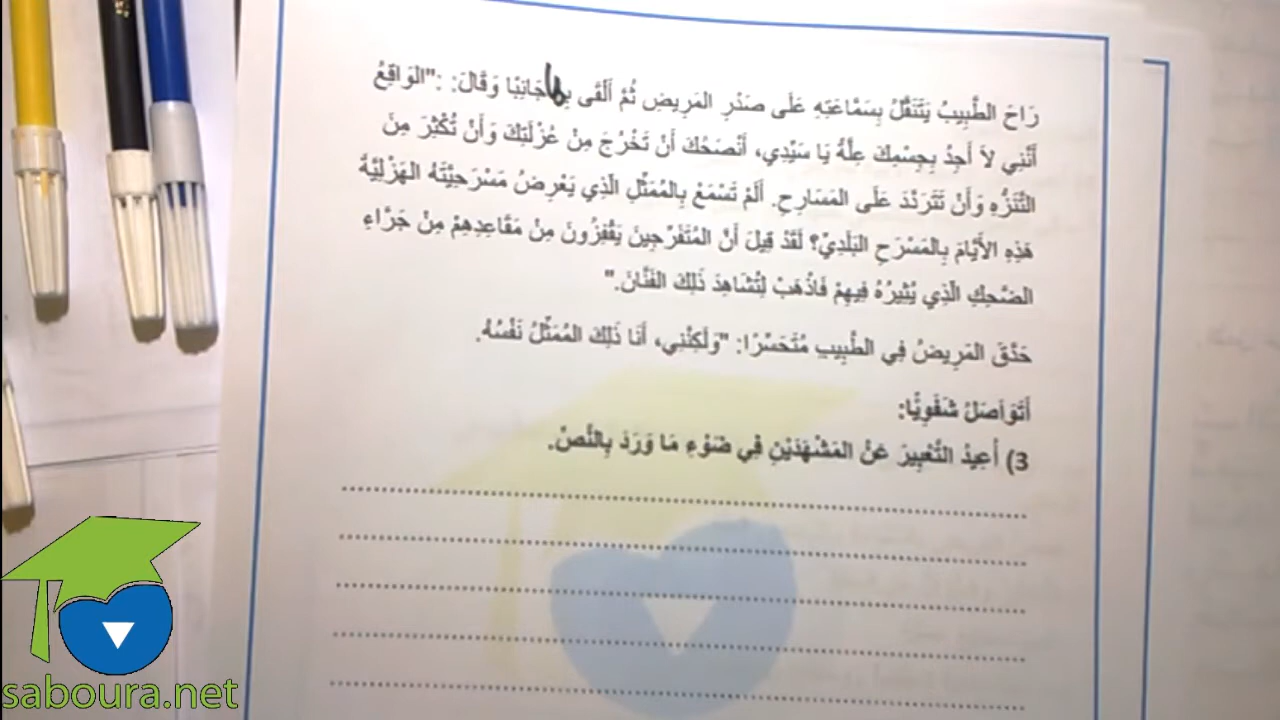 رَاحَ الطَّبِيبُ يَتَنَقَّلُ بِسَمَّاعَتِهِ عَلَى صَدْرِ المَرِيضِ ثُمَّ أَلْقَى بِهَا جَانِبًا وَقَالَ: :"الوَاقِعُ
أَنَّنِي لاَ أَجِدُ بِجِسْمِكَ عِلَّةً يَا سَيِّدِي، أَنْصَحُكَ أَنْ تَخْرُجَ مِنْ عُزْلَتِكَ وَأَنْ تُكْثِرَ مِنَ
التَّنَزُّهِ وَأَنْ تَتَرَدَّدَ عَلَى المَسَارِحِ. أَلَمْ تَسْمَعْ بِالمُمَثِّلِ الَّذِي يَعْرِضُ مَسْرَحِيَّتَهُ الهَزْلِيَّةَ
هَذِهِ الأَيَّامَ بِالمَسْرَحِ البَلَدِيِّ؟ لَقَدْ قِيلَ أَنَّ المُتَفَرِّجِينَ يَقْفِزُونَ مِنْ مَقَاعِدِهِمْ مِنْ جَرَّاءِ
الضَّحِكِ الَّذِي يُثِيرُهُ فِيهِمْ فَاذْهَبْ لِتُشَاهِدَ ذَلِكَ الفَنَّانَ."
حَدَّقَ المَرِيضُ فِي الطَّبِيبِ مُتَحَسِّرًا: "وَلَكِنَّنِي، أَنَا ذَلِكَ المُمَثِّلُ نَفْسُهُ.
أَتَوَاصَلُ شَفَوِيًّا:
3) أُعِيدُ التَّعْبِيرَ عَنْ المَشْهَدَيْنِ فِي ضَوْءِ مَا وَرَدَ بِالنَّصِّ.
saboura.net